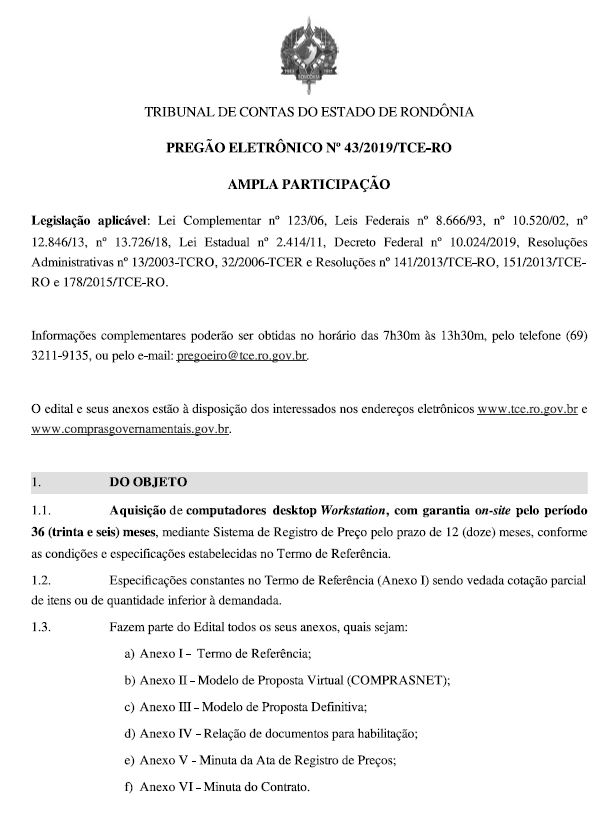 TRIBUNAL DE CONTAS DO ESTADO DE RONDÔNIA
PREGÃO ELETRÔNICO Nº 43/2019/TCE-RO
AMPLA PARTICIPAÇÃO
Legislação aplicável: Lei Complementar nº 123/06, Leis Federais nº 8.666/93, nº 10.520/02, nº
12.846/13, nº 13.726/18, Lei Estadual nº 2.414/11, Decreto Federal nº 10.024/2019, Resoluções
Administrativas nº 13/2003-TCRO, 32/2006-TCER e Resoluções nº 141/2013/TCE-RO, 151/2013/TCE-
RO e 178/2015/TCE-RO.
Informações complementares poderão ser obtidas no horário das 7h30m às 13h30m, pelo telefone (69)
3211-9135, ou pelo e-mail: pregoeiro@tce.ro.gov.br.
O edital e seus anexos estão à disposição dos interessados nos endereços eletrônicos www.tce.ro.gov.br e
www.comprasgovernamentais.gov.br.
1. DO OBJETO
1.1. Aquisição de computadores desktop Workstation, com garantia on-site pelo período
36 (trinta e seis) meses, mediante Sistema de Registro de Preço pelo prazo de 12 (doze) meses, conforme
as condições e especificações estabelecidas no Termo de Referência.
1.2. Especificações constantes no Termo de Referência (Anexo I) sendo vedada cotação parcial
de itens ou de quantidade inferior à demandada.
1.3. Fazem parte do Edital todos os seus anexos, quais sejam:
a) Anexo I – Termo de Referência;
b) Anexo II – Modelo de Proposta Virtual (COMPRASNET);
c) Anexo III – Modelo de Proposta Definitiva;
d) Anexo IV – Relação de documentos para habilitação;
e) Anexo V - Minuta da Ata de Registro de Preços;
f) Anexo VI – Minuta do Contrato.